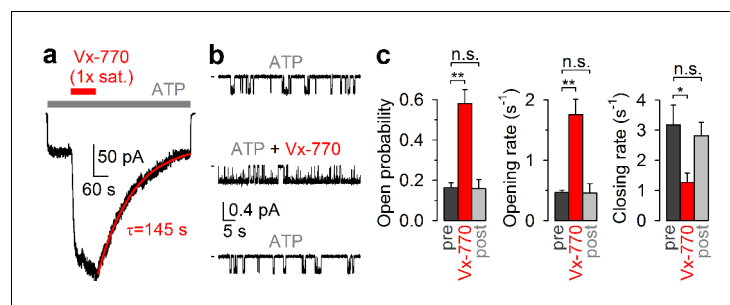 a
Vx-770
(1x sat.)
ATP
50 pA
60 s
τ=145 s
b
ATP
ATP + Vx-770
0.4 pA
5 s
ATP
c
n.s.
**
Open probability
0.6
0.4
0.2
0.0
pre
Vx-770
post
n.s.
**
Opening rate (s⁻¹)
2
1
0
pre
Vx-770
post
n.s.
*
Closing rate (s⁻¹)
4
3
2
1
0
pre
Vx-770
post